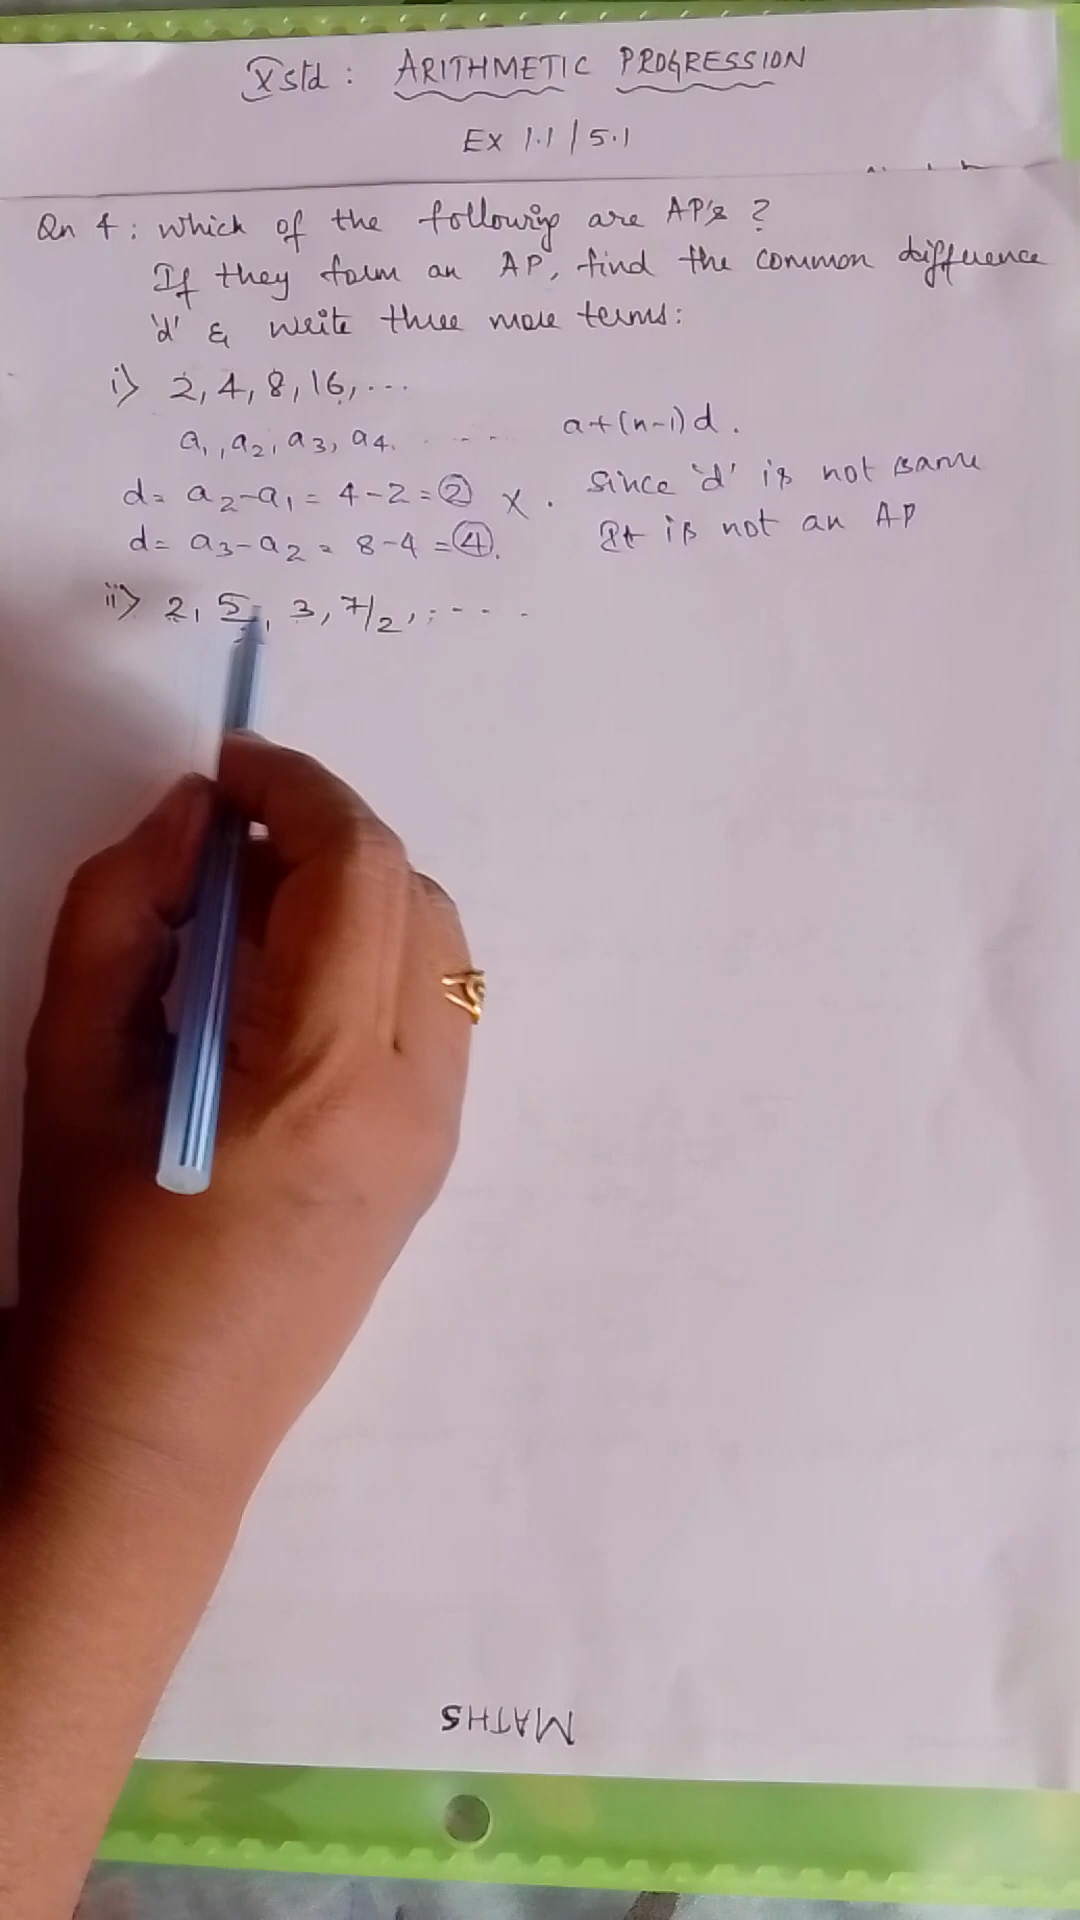 X std : ARITHMETIC PROGRESSION
Ex 1.1 / 5.1
Qn 4 : Which of the following are AP's ?
If they form an AP, find the common difference
'd' & write three more terms :
i) 2, 4, 8, 16, ...
a1, a2, a3, a4. . - - -
a+(n-1)d .
d = a2-a1 = 4-2 = 2 x .
Since 'd' is not same
d = a3-a2 = 8-4 = 4.
It is not an AP
ii) 2, 5, 3, 7/2, : - - - .
MATHS